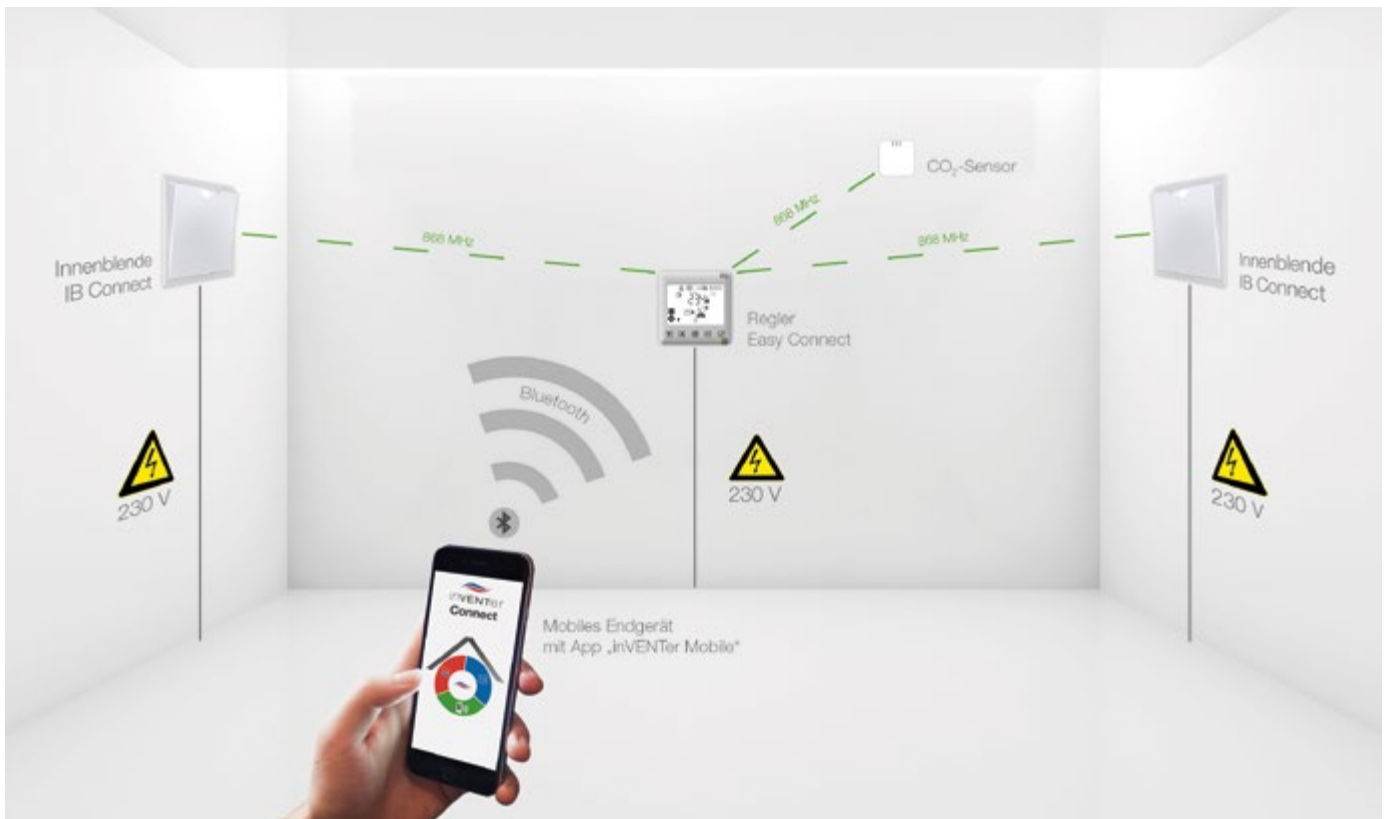 CO₂-Sensor
868 MHz
868 MHz
868 MHz
Innenblende
IB Connect
Innenblende
IB Connect
Regler
Easy Connect
Bluetooth
230 V
230 V
230 V
inVENTer
Connect
Mobiles Endgerät
mit App „inVENTer Mobile“